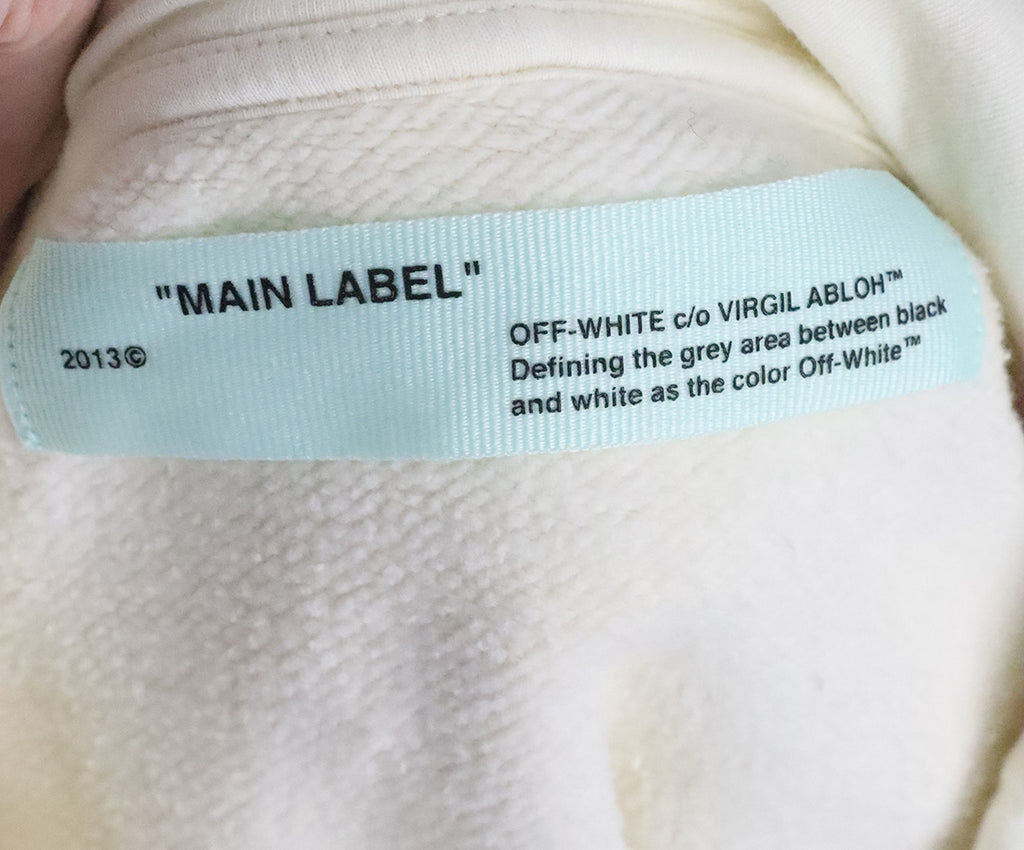 "MAIN LABEL"
2013©
OFF-WHITE c/o VIRGIL ABLOH™
Defining the grey area between black
and white as the color Off-White™